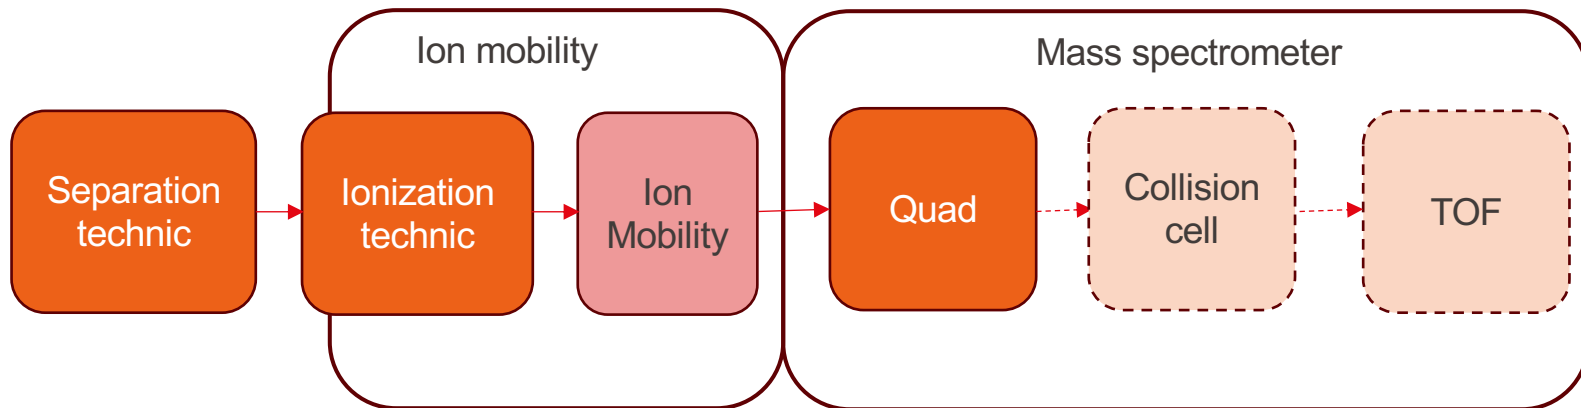 Ion mobility
Mass spectrometer
Separation
technic
Ionization
technic
Ion
Mobility
Quad
Collision
cell
TOF